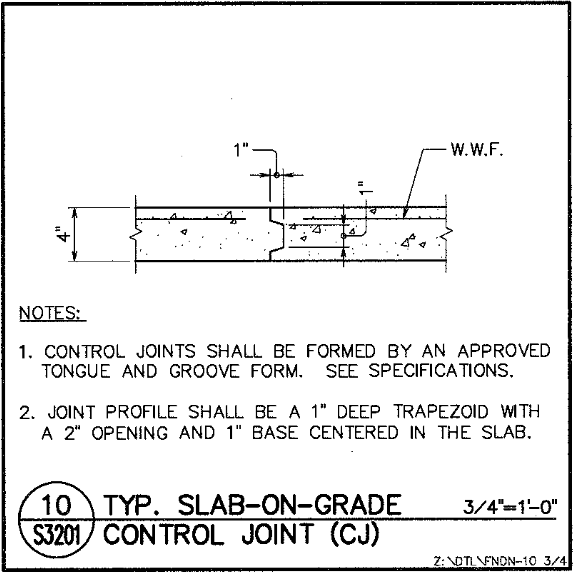 1"
W.W.F.
1"
4"
NOTES:
1. CONTROL JOINTS SHALL BE FORMED BY AN APPROVED
TONGUE AND GROOVE FORM. SEE SPECIFICATIONS.
2. JOINT PROFILE SHALL BE A 1" DEEP TRAPEZOID WITH
A 2" OPENING AND 1" BASE CENTERED IN THE SLAB.
10 TYP. SLAB-ON-GRADE 3/4"=1'-0"
S3201 CONTROL JOINT (CJ)
Z:\DTL\FNDN-10 3/4